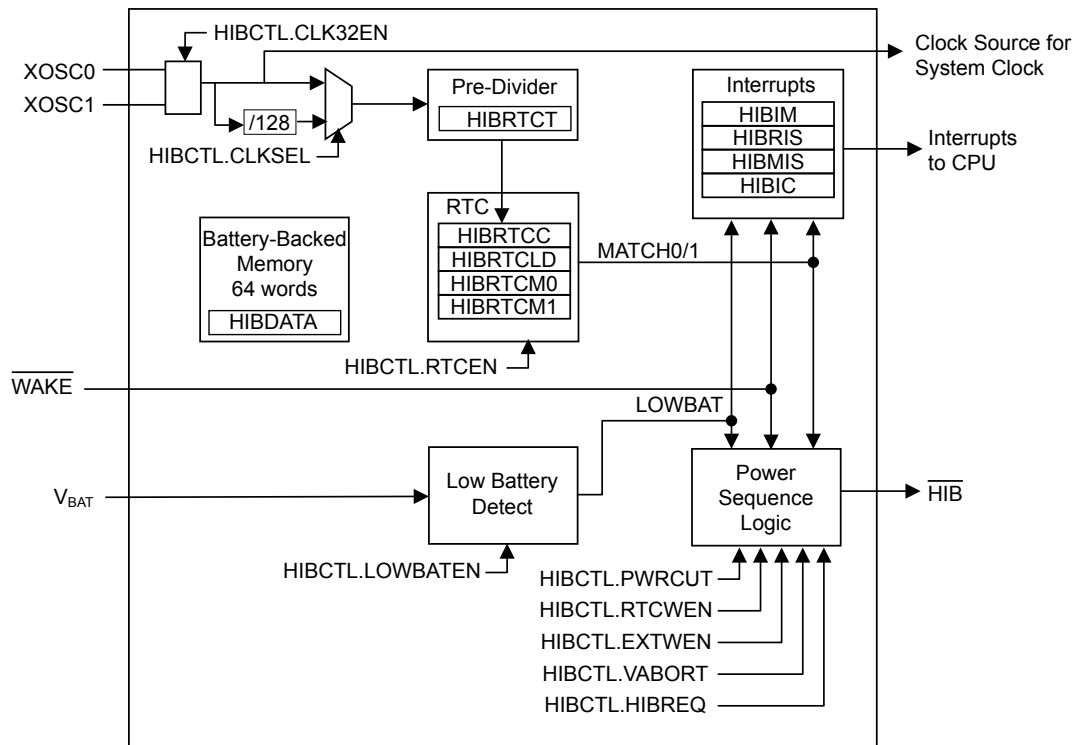 HIBCTL.CLK32EN
XOSC0
XOSC1
/128
HIBCTL.CLKSEL
Pre-Divider
HIBRTCT
Interrupts
HIBIM
HIBRIS
HIBMIS
HIBIC
Clock Source for
System Clock
Interrupts
to CPU
Battery-Backed
Memory
64 words
HIBDATA
RTC
HIBRTCC
HIBRTCLD
HIBRTCM0
HIBRTCM1
MATCH0/1
HIBCTL.RTCEN
WAKE
LOWBAT
VBAT
Low Battery
Detect
HIBCTL.LOWBATEN
Power
Sequence
Logic
HIB
HIBCTL.PWRCUT
HIBCTL.RTCWEN
HIBCTL.EXTWEN
HIBCTL.VABORT
HIBCTL.HIBREQ